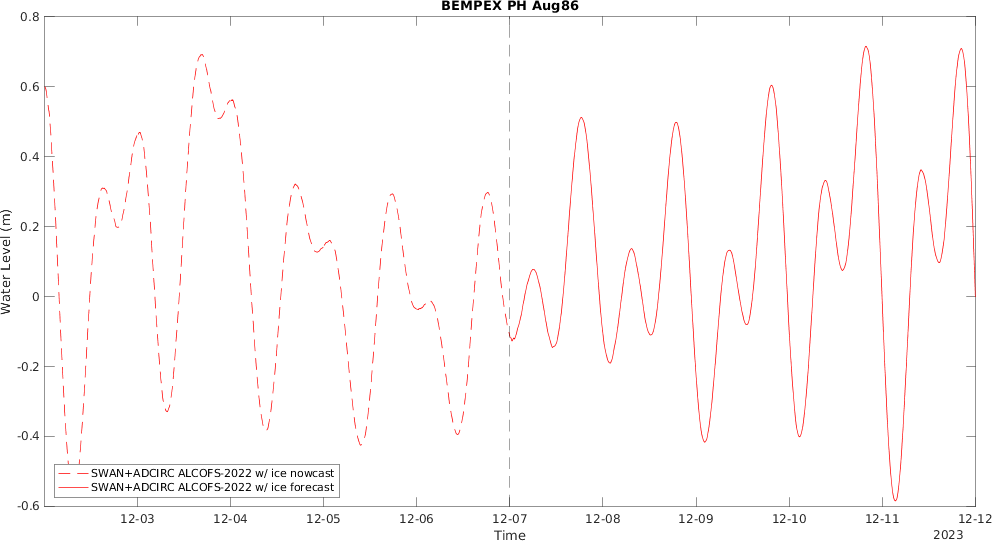 BEMPEX PH Aug86
0.8
0.6
0.4
0.2
0
-0.2
-0.4
-0.6
Water Level (m)
SWAN+ADCIRC ALCOFS-2022 w/ ice nowcast
SWAN+ADCIRC ALCOFS-2022 w/ ice forecast
12-03 12-04 12-05 12-06 12-07 12-08 12-09 12-10 12-11 12-12
Time
2023